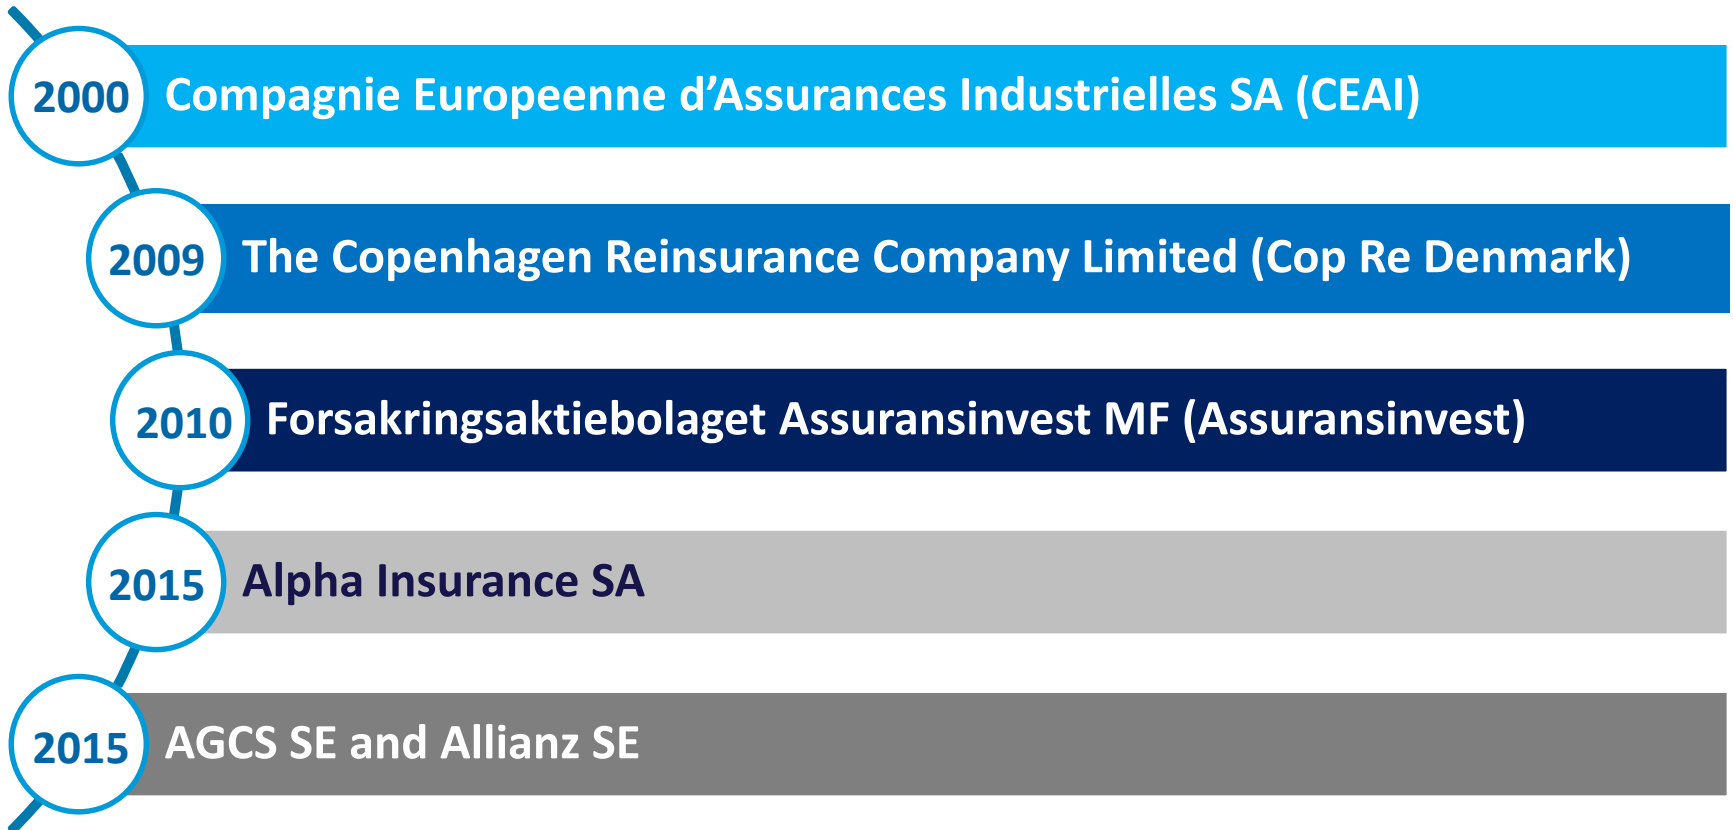 2000 Compagnie Europeenne d’Assurances Industrielles SA (CEAI)
2009 The Copenhagen Reinsurance Company Limited (Cop Re Denmark)
2010 Forsakringsaktiebolaget Assuransinvest MF (Assuransinvest)
2015 Alpha Insurance SA
2015 AGCS SE and Allianz SE